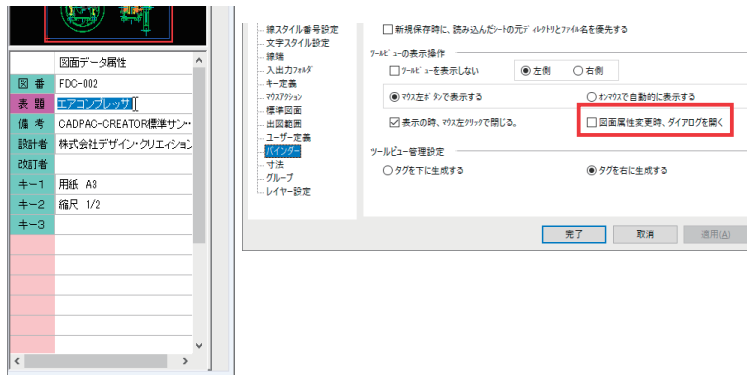 図面データ属性
図 番 FDC-002
表 題 エアコンプレッサ
備 考 CADPAC-CREATOR標準サン･･
設計者 株式会社デザイン･クリエイション
改訂者
キー1 用紙 A3
キー2 縮尺 1/2
キー3
線スタイル番号設定
文字スタイル設定
線端
入出力ﾌｫﾙﾀﾞ
キー定義
ﾏｳｽｱｸｼｮﾝ
標準図面
出図範囲
ユーザー定義
バインダー
寸法
グループ
レイヤー設定
新規保存時に、読み込んだｼｰﾄの元ﾃﾞｨﾚｸﾄﾘとﾌｧｲﾙ名を優先する
ﾂｰﾙﾋﾞｭｰの表示操作
ﾂｰﾙﾋﾞｭｰを表示しない 左側 右側
ﾏｳｽ左ﾎﾞﾀﾝで表示する ｵﾝﾏｳｽで自動的に表示する
表示の時、ﾏｳｽ左ｸﾘｯｸで閉じる。 図面属性変更時、ダイアログを開く
ツールビュー管理設定
タグを下に生成する タグを右に生成する
完了 取消 適用(A)